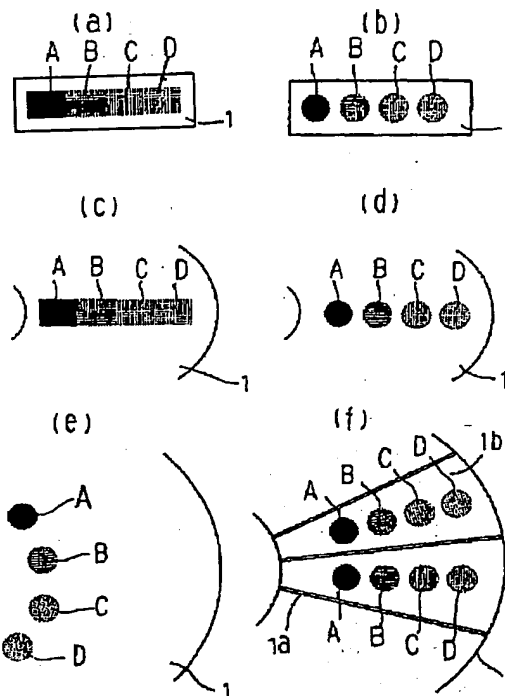 (a)
A B C D
1
(b)
A B C D
(c)
A B C D
1
(d)
A B C D
1
(e)
A
B
C
D
1
(f)
A B C D 1b
1a A B C D